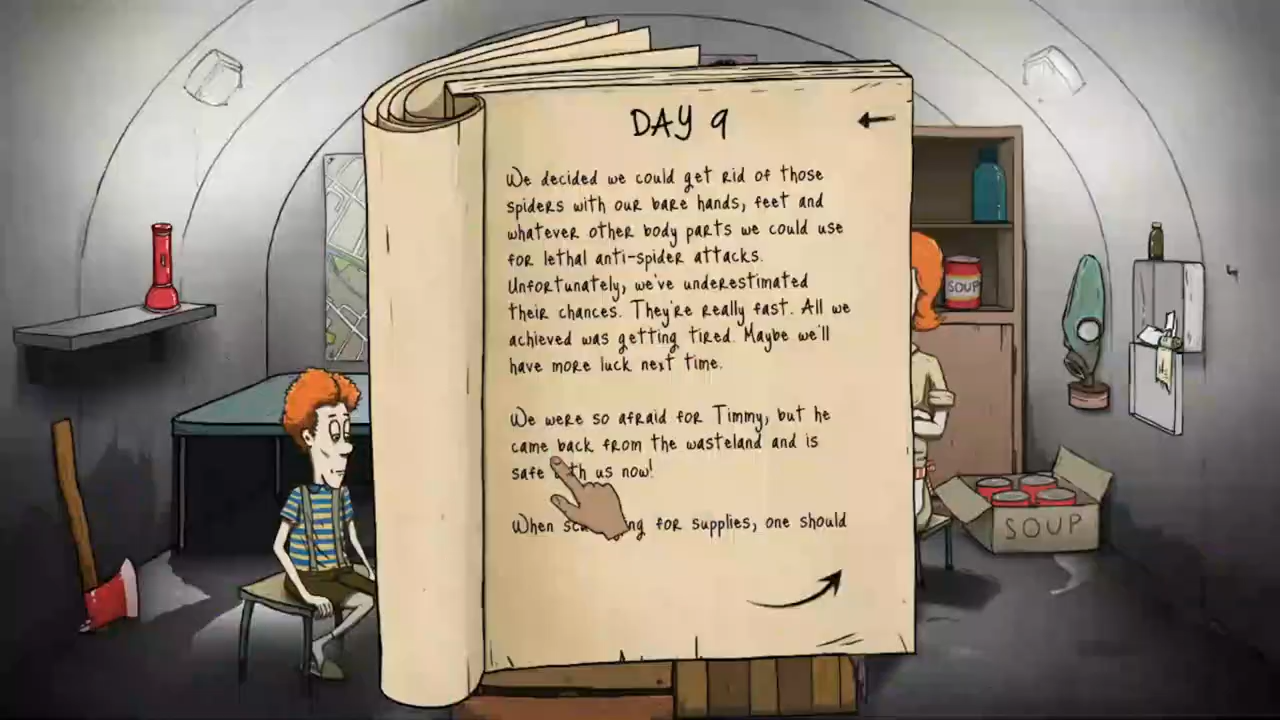 DAY 9
We decided we could get rid of those
spiders with our bare hands, feet and
whatever other body parts we could use
for lethal anti-spider attacks.
Unfortunately, we've underestimated
their chances. They're really fast. All we
achieved was getting tired. Maybe we'll
have more luck next time.
We were so afraid for Timmy, but he
came back from the wasteland and is
safe with us now!
When for supplies, one should
SOUP
SOUP